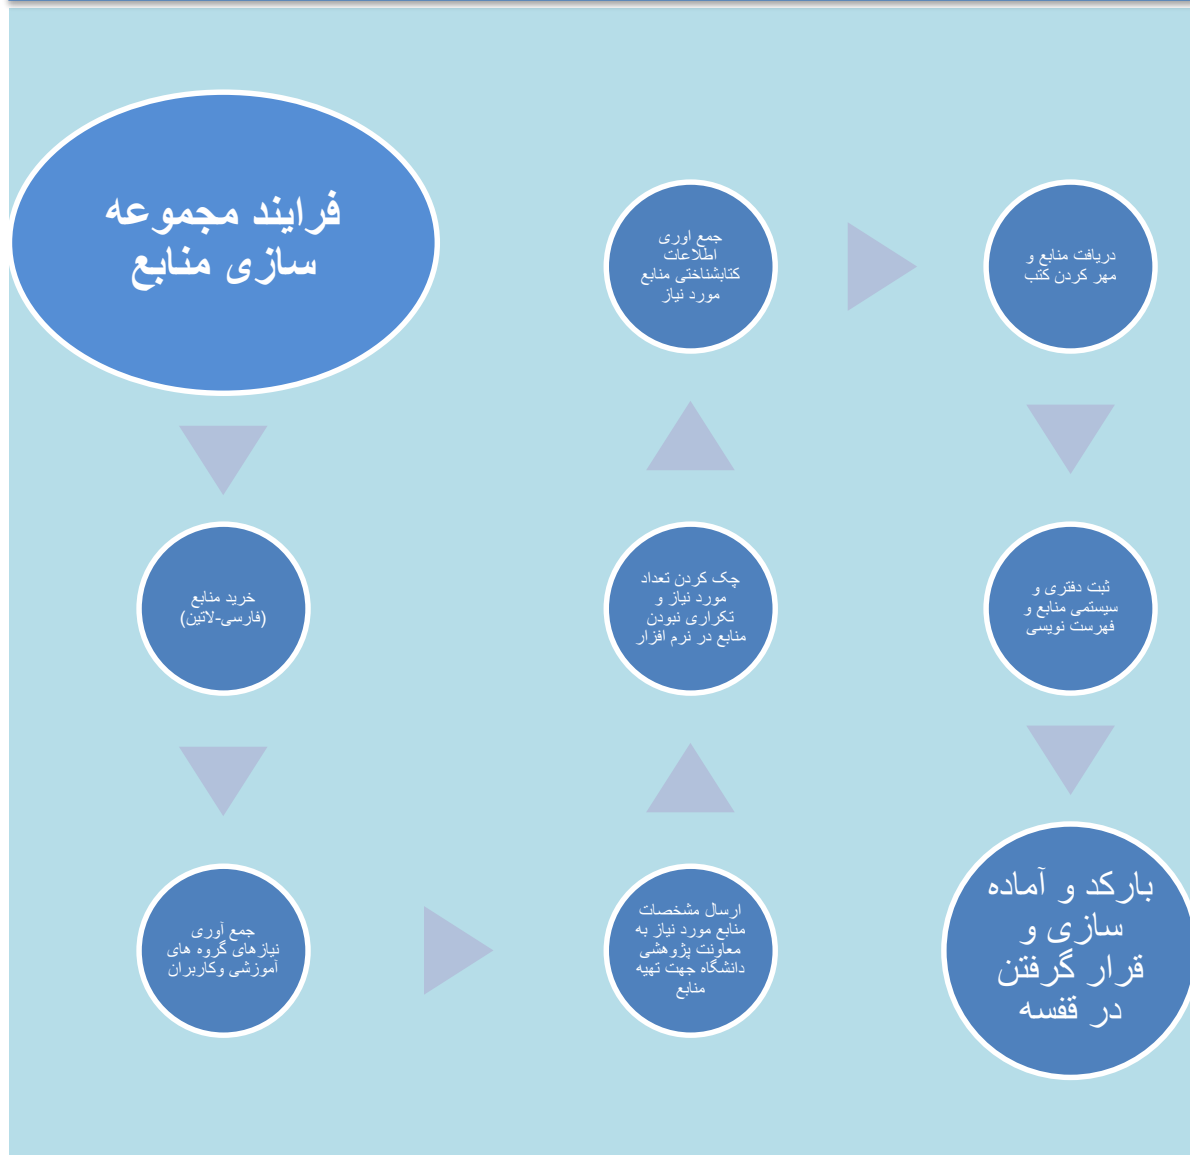 فرایند مجموعه
سازی منابع
خرید منابع
(فارسی-لاتین)
جمع آوری
نیازهای گروه های
آموزشی وکاربران
ارسال مشخصات
منابع مورد نیاز به
معاونت پژوهشی
دانشگاه جهت تهیه
منابع
چک کردن تعداد
مورد نیاز و
تکراری نبودن
منابع در نرم افزار
جمع اوری
اطلاعات
کتابشناختی منابع
مورد نیاز
دریافت منابع و
مهر کردن کتب
ثبت دفتری و
سیستمی منابع و
فهرست نویسی
بارکد و آماده
سازی و
قرار گرفتن
در قفسه